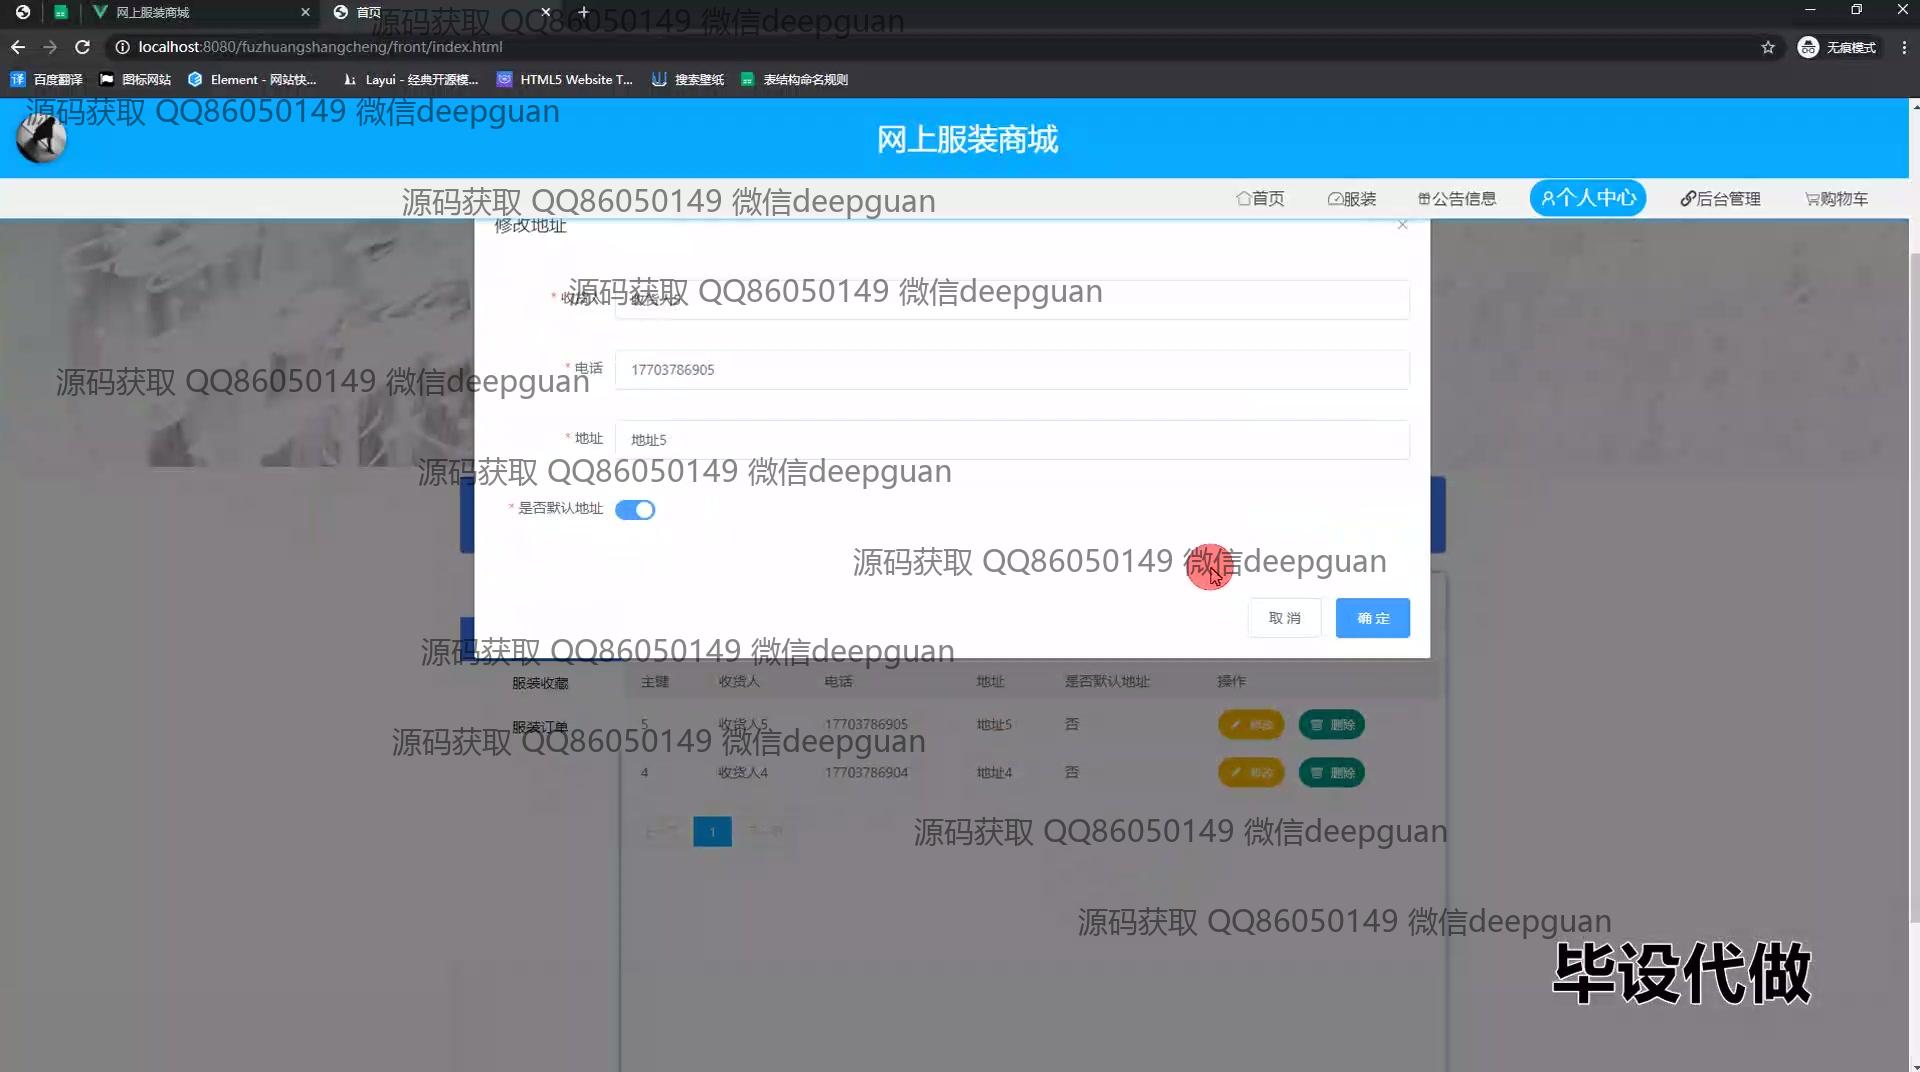 网上服装商城
首页
源码获取 QQ86050149 微信deepguan
localhost:8080/fuzhuangshangcheng/front/index.html
无痕模式
百度翻译
图标网站
Element - 网站快...
Layui - 经典开源模...
HTML5 Website T...
搜索壁纸
表结构命名规则
源码获取 QQ86050149 微信deepguan
网上服装商城
源码获取 QQ86050149 微信deepguan
首页
服装
公告信息
个人中心
后台管理
购物车
修改地址
源码获取 QQ86050149 微信deepguan
* 电话
17703786905
源码获取 QQ86050149 微信deepguan
* 地址
地址5
源码获取 QQ86050149 微信deepguan
* 是否默认地址
源码获取 QQ86050149 微信deepguan
取消
确定
源码获取 QQ86050149 微信deepguan
服装收藏
主键
收货人
电话
地址
是否默认地址
操作
服装订单
5
收货人5
17703786905
地址5
否
修改
删除
源码获取 QQ86050149 微信deepguan
4
收货人4
17703786904
地址4
否
修改
删除
1
源码获取 QQ86050149 微信deepguan
源码获取 QQ86050149 微信deepguan
毕设代做